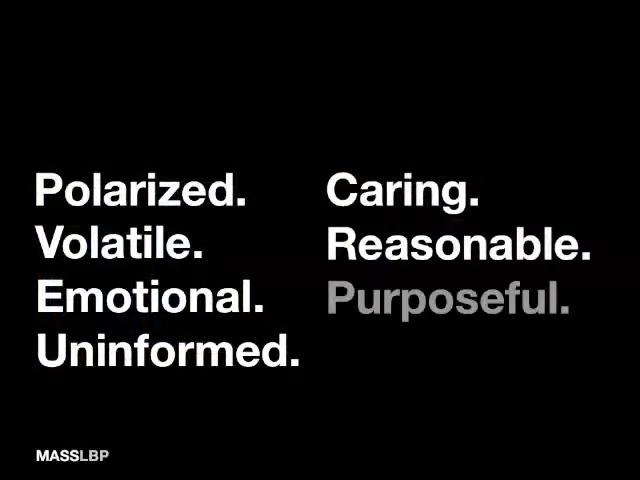 Polarized.
Volatile.
Emotional.
Uninformed.
Caring.
Reasonable.
Purposeful.
MASSLBP